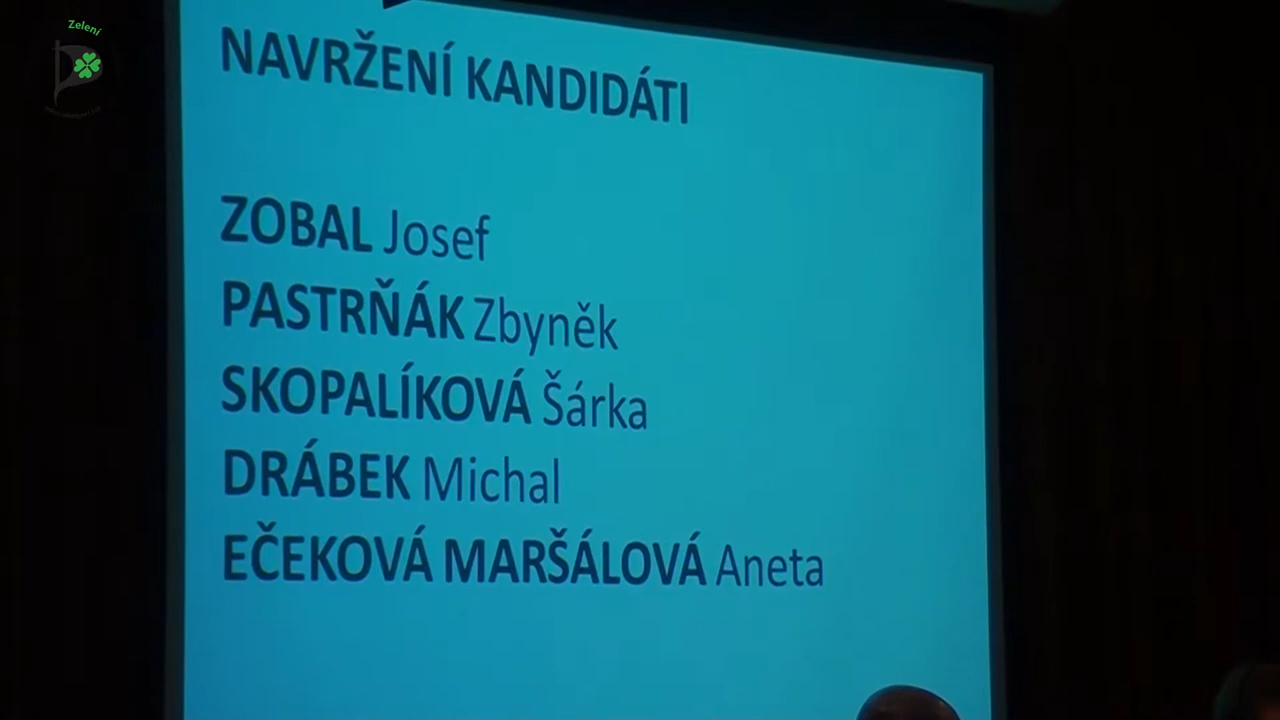 Zelení
NAVRŽENÍ KANDIDÁTI
ZOBAL Josef
PASTRŇÁK Zbyněk
SKOPALÍKOVÁ Šárka
DRÁBEK Michal
EČEKOVÁ MARŠÁLOVÁ Aneta